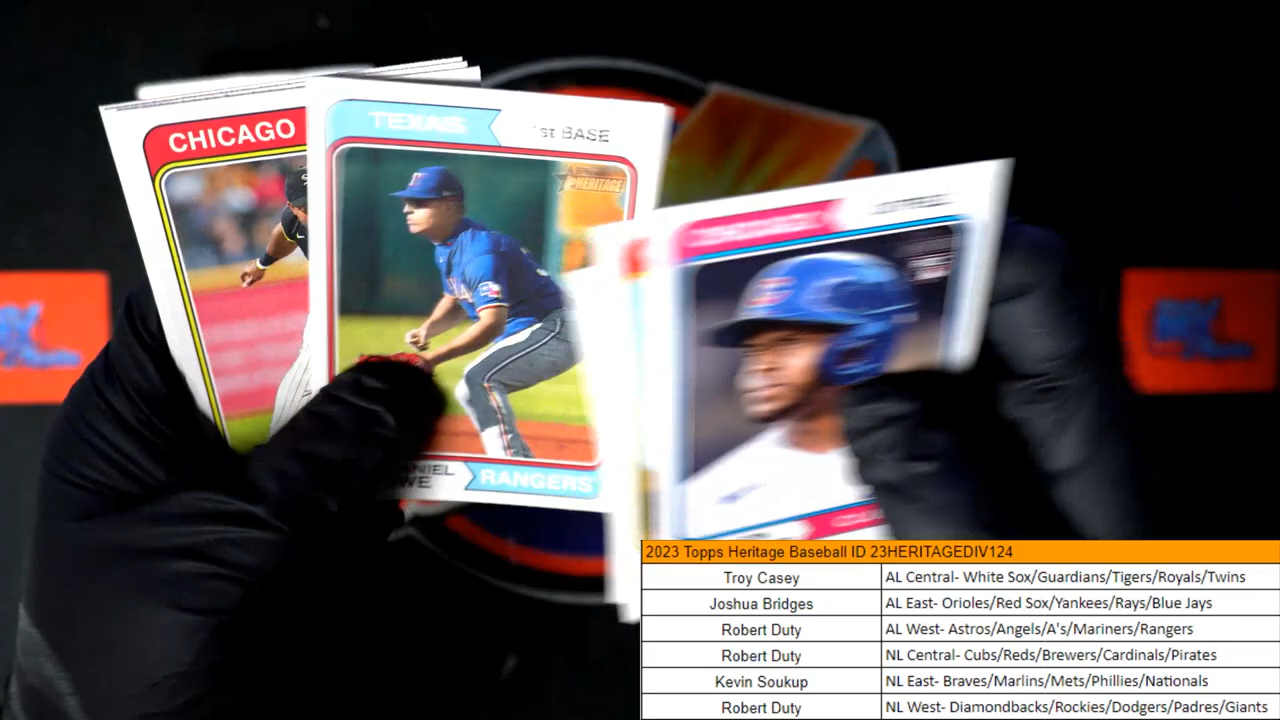 CHICAGO
TEXAS
1st BASE
HERITAGE
RANGERS
2023 Topps Heritage Baseball ID 23HERITAGEDIV124
Troy Casey AL Central- White Sox/Guardians/Tigers/Royals/Twins
Joshua Bridges AL East- Orioles/Red Sox/Yankees/Rays/Blue Jays
Robert Duty AL West- Astros/Angels/A's/Mariners/Rangers
Robert Duty NL Central- Cubs/Reds/Brewers/Cardinals/Pirates
Kevin Soukup NL East- Braves/Marlins/Mets/Phillies/Nationals
Robert Duty NL West- Diamondbacks/Rockies/Dodgers/Padres/Giants